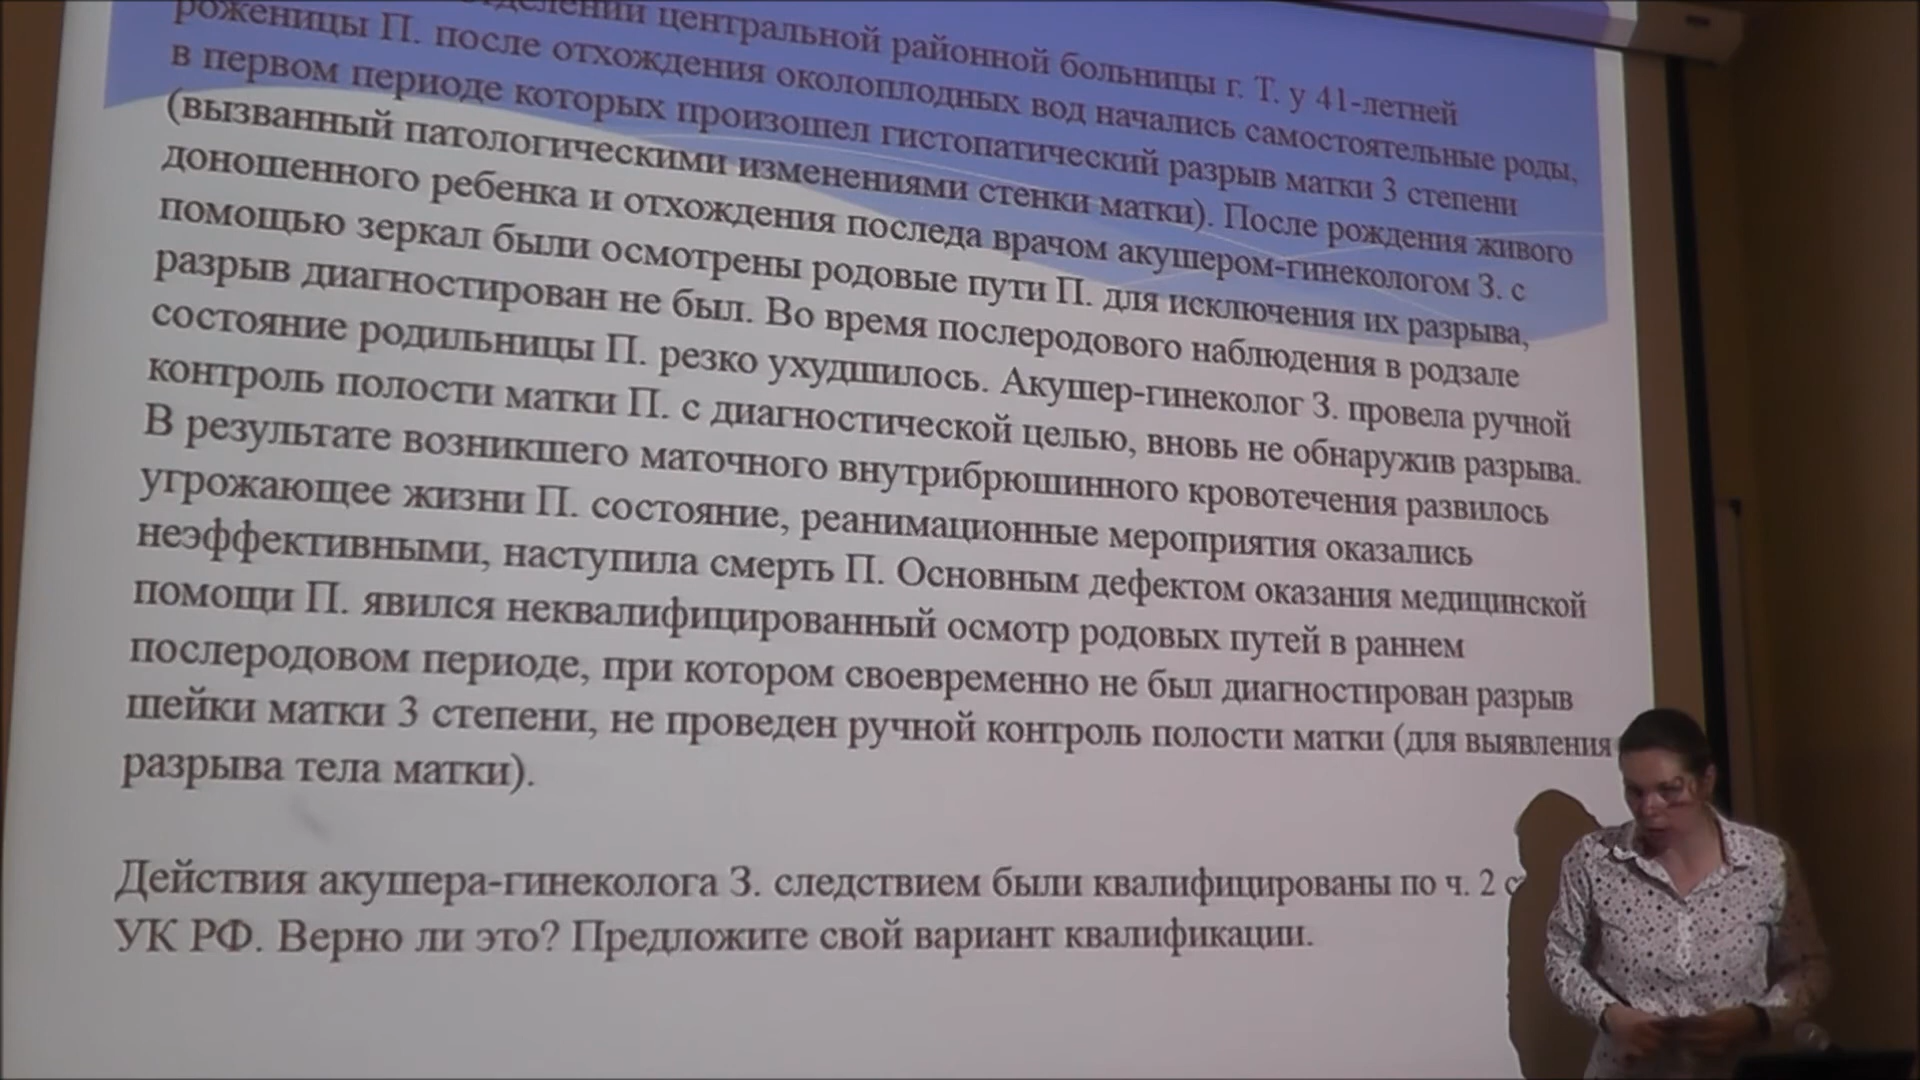 центральной районной больницы г. Т. у 41-летней
роженицы П. после отхождения околоплодных вод начались самостоятельные роды,
в первом периоде которых произошел гистопатический разрыв матки 3 степени
(вызванный патологическими изменениями стенки матки). После рождения живого
доношенного ребенка и отхождения последа врачом акушером-гинекологом З. с
помощью зеркал были осмотрены родовые пути П. для исключения их разрыва,
разрыв диагностирован не был. Во время послеродового наблюдения в родзале
состояние родильницы П. резко ухудшилось. Акушер-гинеколог З. провела ручной
контроль полости матки П. с диагностической целью, вновь не обнаружив разрыва.
В результате возникшего маточного внутрибрюшинного кровотечения развилось
угрожающее жизни П. состояние, реанимационные мероприятия оказались
неэффективными, наступила смерть П. Основным дефектом оказания медицинской
помощи П. явился неквалифицированный осмотр родовых путей в раннем
послеродовом периоде, при котором своевременно не был диагностирован разрыв
шейки матки 3 степени, не проведен ручной контроль полости матки (для выявления
разрыва тела матки).
Действия акушера-гинеколога З. следствием были квалифицированы по ч. 2
УК РФ. Верно ли это? Предложите свой вариант квалификации.